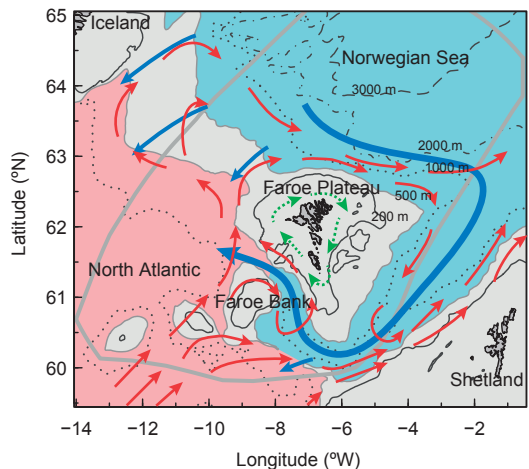 Iceland
Norwegian Sea
3000 m
2000 m
1000 m
Faroe Plateau
500 m
200 m
North Atlantic
Faroe Bank
Shetland
65
64
63
62
61
60
Latitude (ºN)
−14 −12 −10 −8 −6 −4 −2
Longitude (ºW)